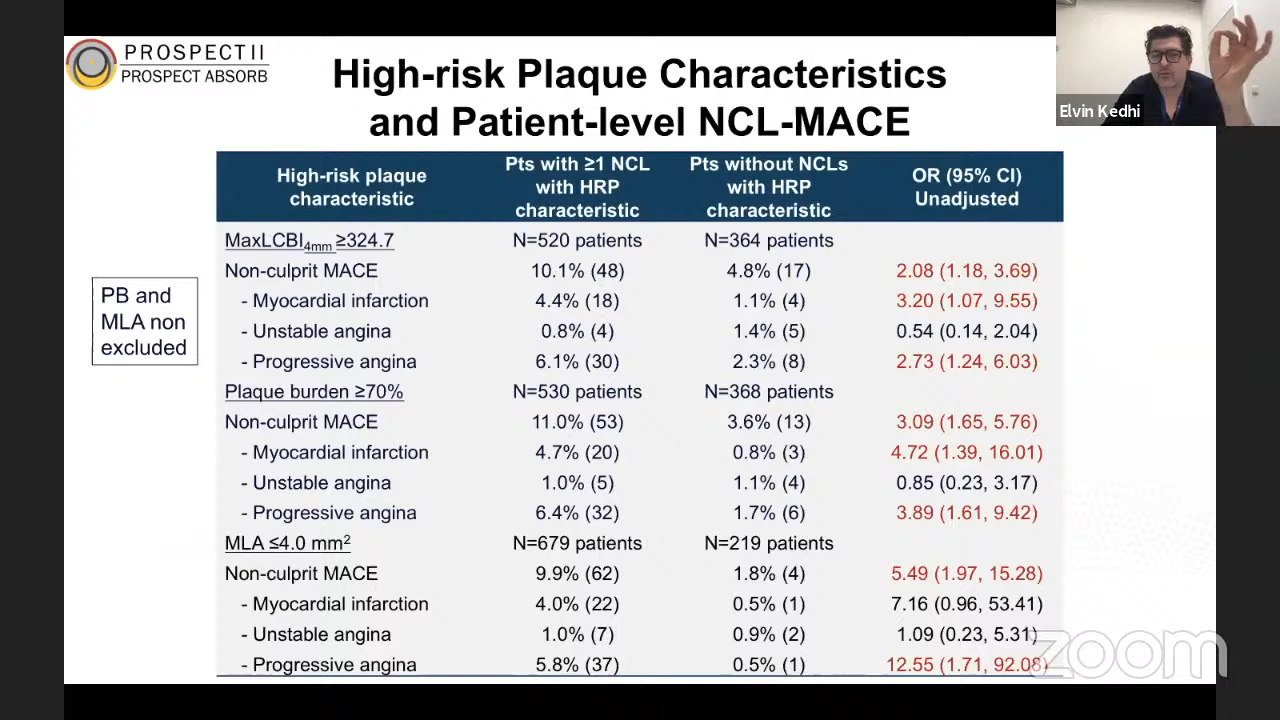 PROSPECT II
PROSPECT ABSORB
High-risk Plaque Characteristics
and Patient-level NCL-MACE
Elvin Kedhi
High-risk plaque characteristic Pts with ≥1 NCL with HRP characteristic Pts without NCLs with HRP characteristic OR (95% CI) Unadjusted
MaxLCBI4mm ≥324.7 N=520 patients N=364 patients
Non-culprit MACE 10.1% (48) 4.8% (17) 2.08 (1.18, 3.69)
- Myocardial infarction 4.4% (18) 1.1% (4) 3.20 (1.07, 9.55)
- Unstable angina 0.8% (4) 1.4% (5) 0.54 (0.14, 2.04)
- Progressive angina 6.1% (30) 2.3% (8) 2.73 (1.24, 6.03)
Plaque burden ≥70% N=530 patients N=368 patients
Non-culprit MACE 11.0% (53) 3.6% (13) 3.09 (1.65, 5.76)
- Myocardial infarction 4.7% (20) 0.8% (3) 4.72 (1.39, 16.01)
- Unstable angina 1.0% (5) 1.1% (4) 0.85 (0.23, 3.17)
- Progressive angina 6.4% (32) 1.7% (6) 3.89 (1.61, 9.42)
MLA ≤4.0 mm² N=679 patients N=219 patients
Non-culprit MACE 9.9% (62) 1.8% (4) 5.49 (1.97, 15.28)
- Myocardial infarction 4.0% (22) 0.5% (1) 7.16 (0.96, 53.41)
- Unstable angina 1.0% (7) 0.9% (2) 1.09 (0.23, 5.31)
- Progressive angina 5.8% (37) 0.5% (1) 12.55 (1.71, 92.08)
PB and
MLA non
excluded
zoom